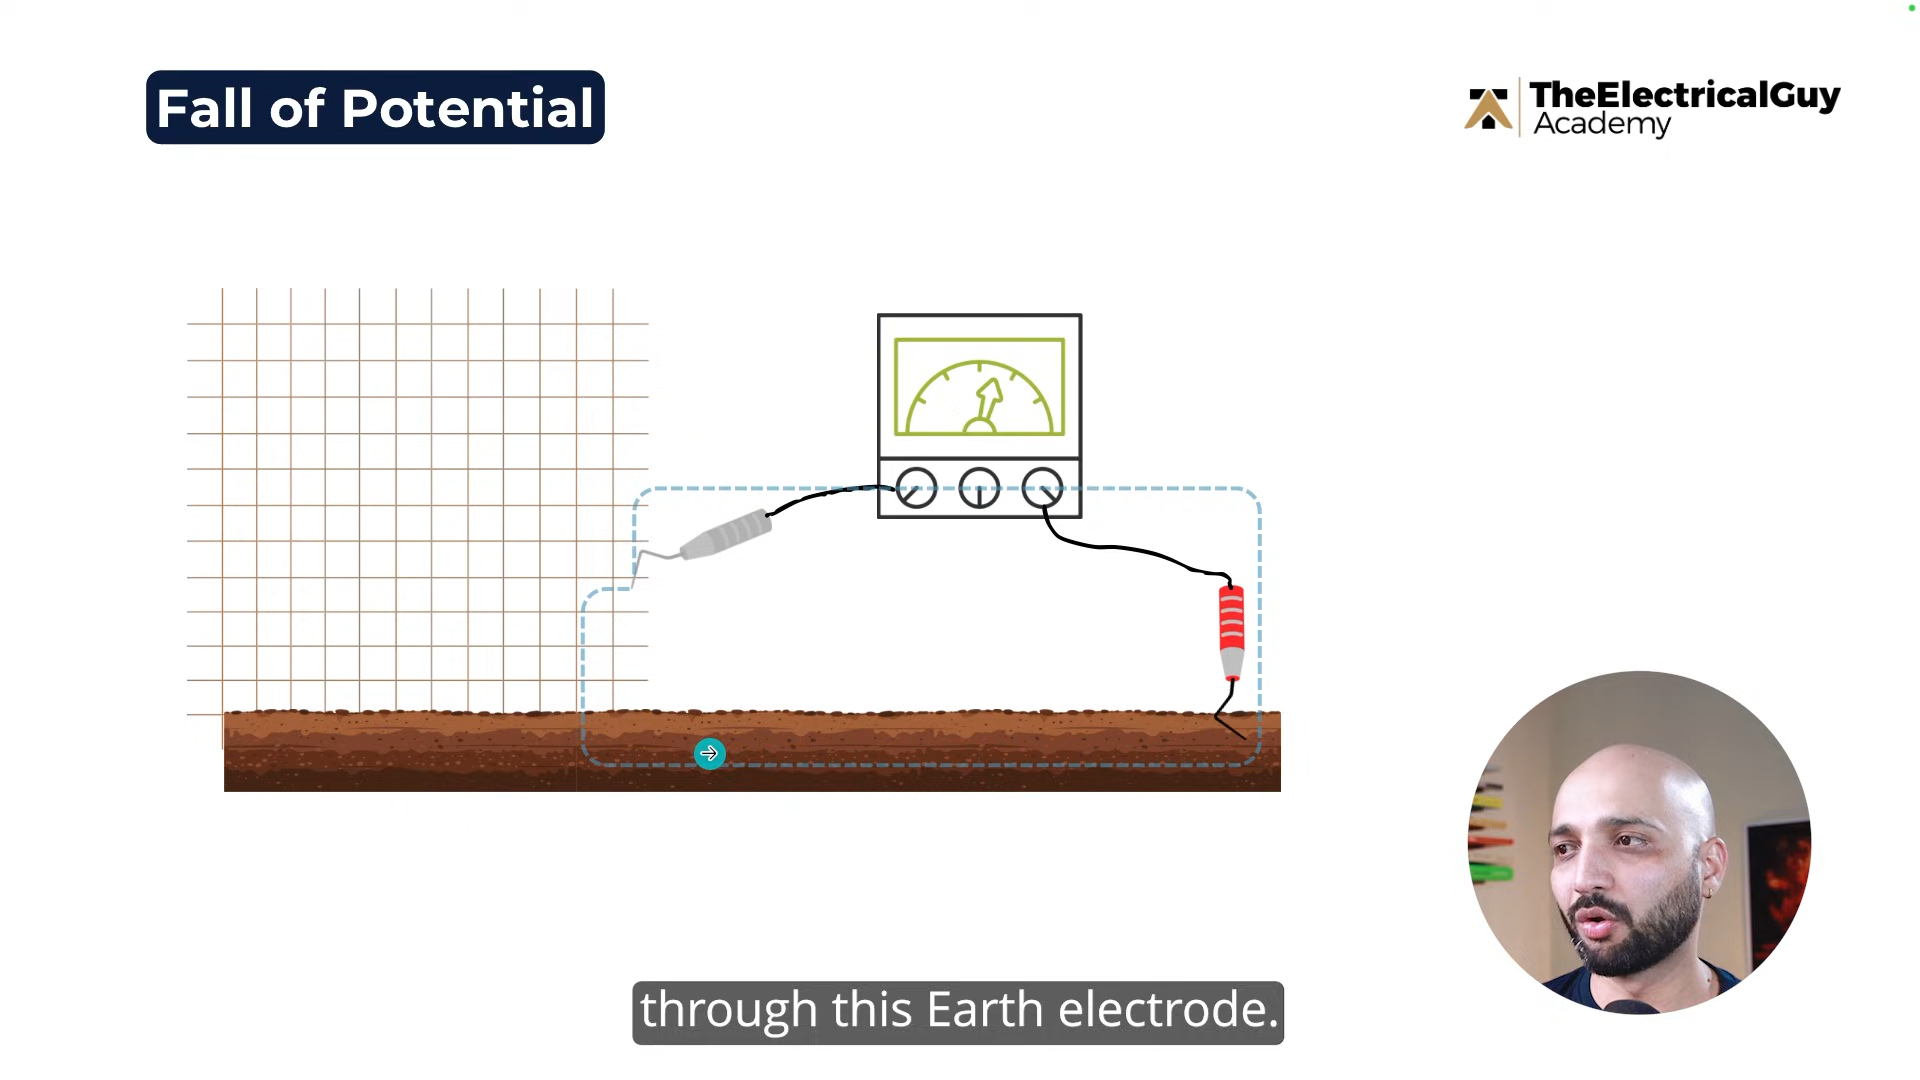 Fall of Potential
TheElectricalGuy
Academy
through this Earth electrode.